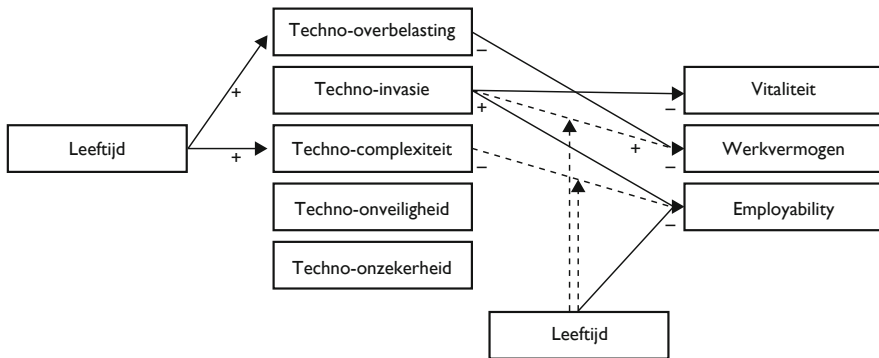 Techno-overbelasting
–
Techno-invasie
Vitaliteit
+
+
–
Leeftijd
Techno-complexiteit
Werkvermogen
+
–
+
–
Techno-onveiligheid
Employability
–
Techno-onzekerheid
Leeftijd